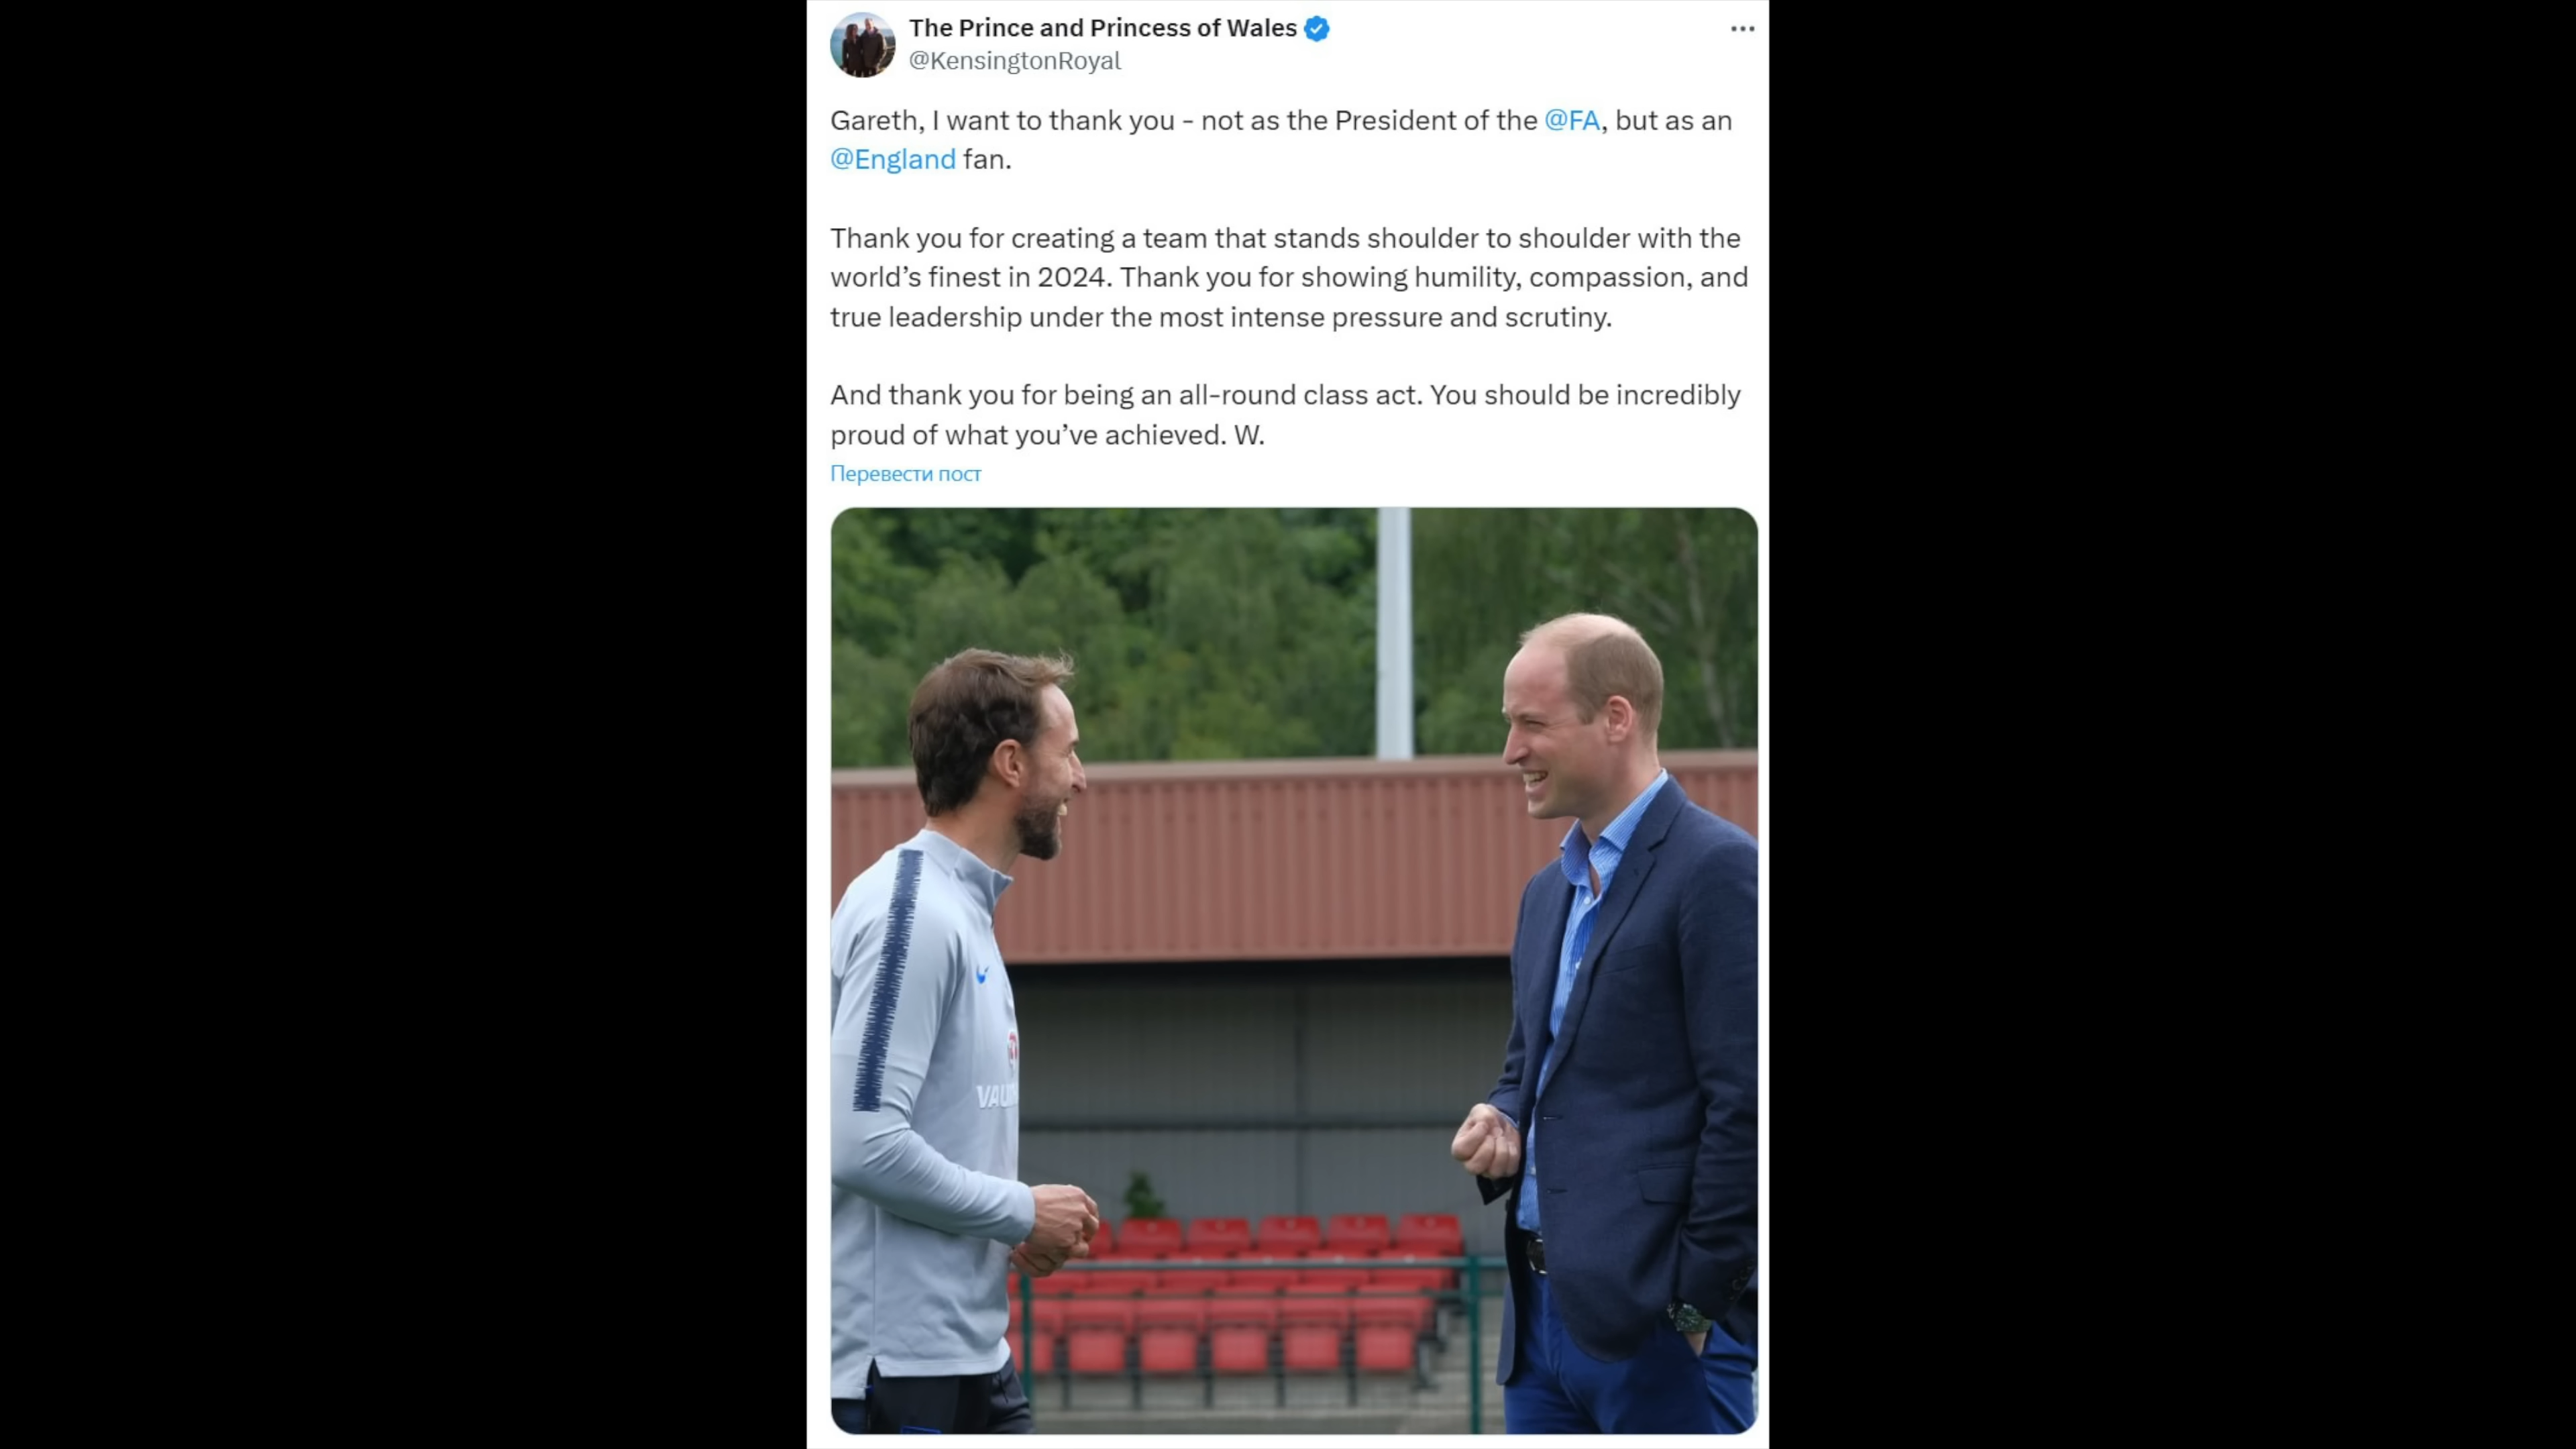 The Prince and Princess of Wales
@KensingtonRoyal
Gareth, I want to thank you - not as the President of the @FA, but as an
@England fan.
Thank you for creating a team that stands shoulder to shoulder with the
world’s finest in 2024. Thank you for showing humility, compassion, and
true leadership under the most intense pressure and scrutiny.
And thank you for being an all-round class act. You should be incredibly
proud of what you’ve achieved. W.
Перевести пост
VAU